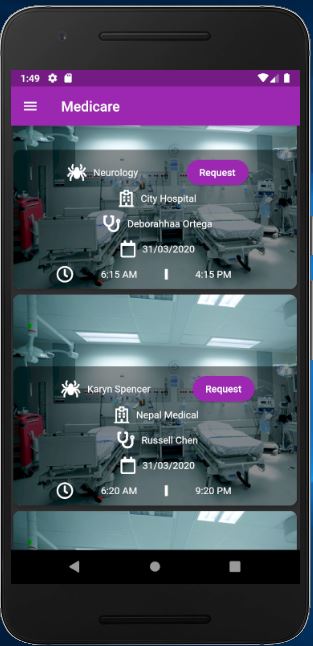 1:49
Medicare
Neurology Request
City Hospital
Deborahhaa Ortega
31/03/2020
6:15 AM 4:15 PM
Karyn Spencer Request
Nepal Medical
Russell Chen
31/03/2020
6:20 AM 9:20 PM